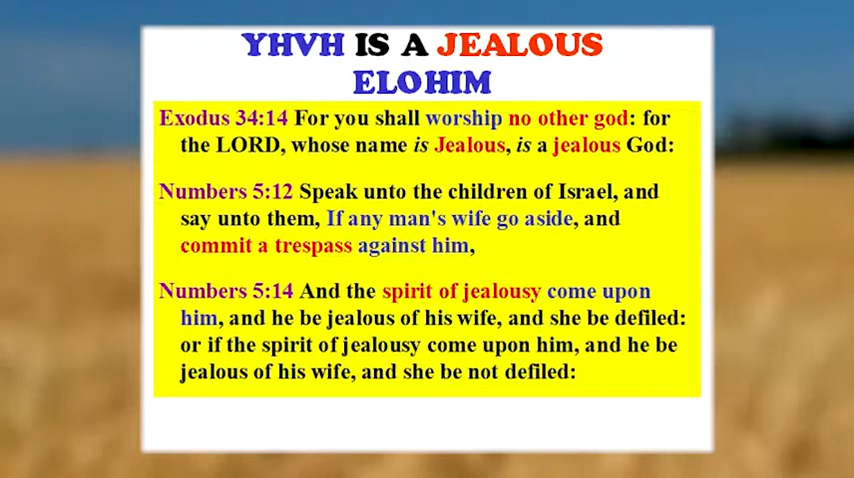 YHVH IS A JEALOUS
ELOHIM
Exodus 34:14 For you shall worship no other god: for
the LORD, whose name is Jealous, is a jealous God:
Numbers 5:12 Speak unto the children of Israel, and
say unto them, If any man's wife go aside, and
commit a trespass against him,
Numbers 5:14 And the spirit of jealousy come upon
him, and he be jealous of his wife, and she be defiled:
or if the spirit of jealousy come upon him, and he be
jealous of his wife, and she be not defiled: